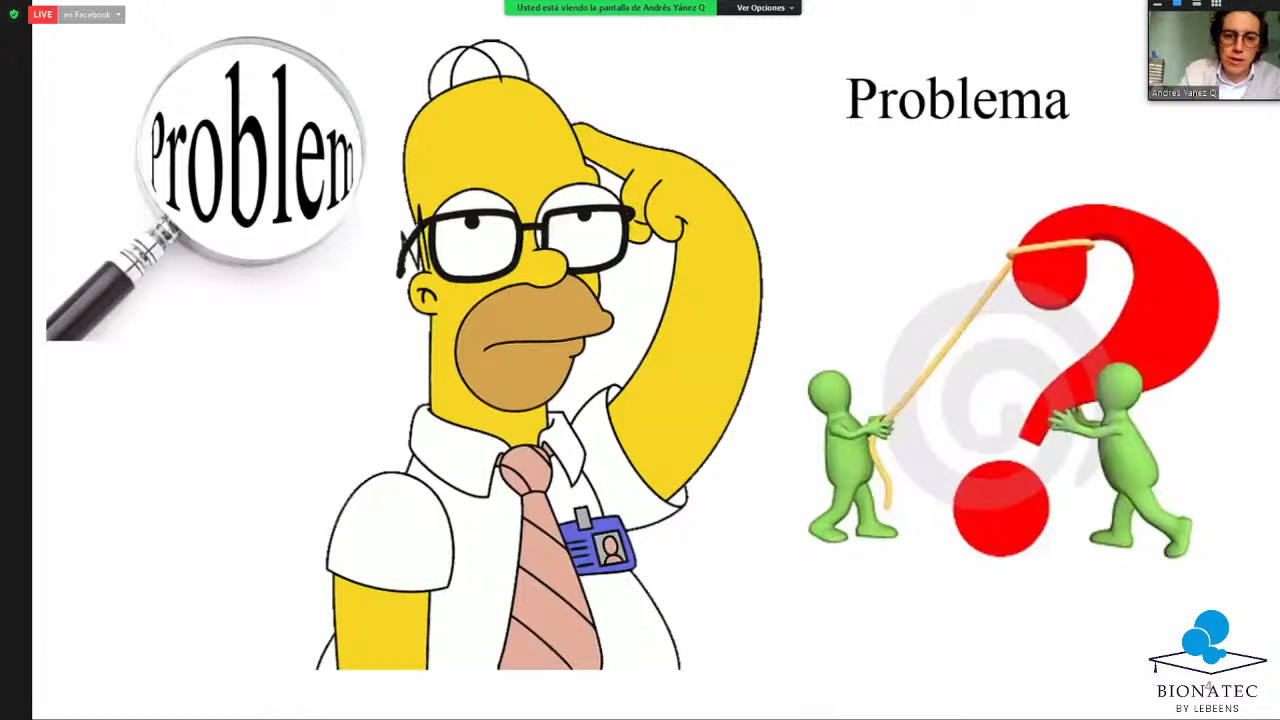 LIVE
en Facebook
Usted está viendo la pantalla de Andrés Yánez Q
Ver Opciones
Andrés Yánez Q
Problem
Problema
4
BIONATEC
BY LEBEENS